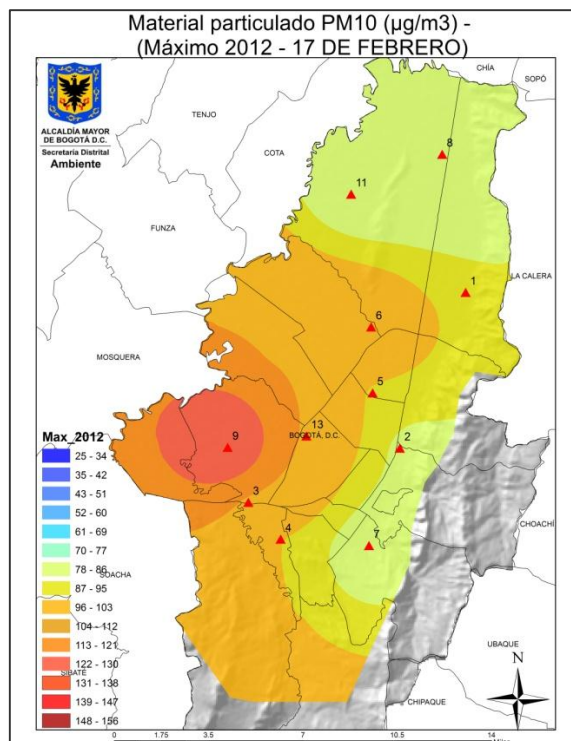 Material particulado PM10 (µg/m3) -
(Máximo 2012 - 17 DE FEBRERO)
CHÍA
SOPÓ
ALCALDÍA MAYOR
DE BOGOTÁ D.C.
Secretaría Distrital
Ambiente
TENJO
COTA
8
11
FUNZA
LA CALERA
1
6
MOSQUERA
5
13
BOGOTÁ, D.C.
2
9
3
CHOACHÍ
4
7
SOACHA
UBAQUE
SIBATÉ
CHIPAQUE
N
Max_2012
25 - 34
35 - 42
43 - 51
52 - 60
61 - 69
70 - 77
78 - 86
87 - 95
96 - 103
104 - 112
113 - 121
122 - 130
131 - 138
139 - 147
148 - 156
0 1.75 3.5 7 10.5 14
Miles